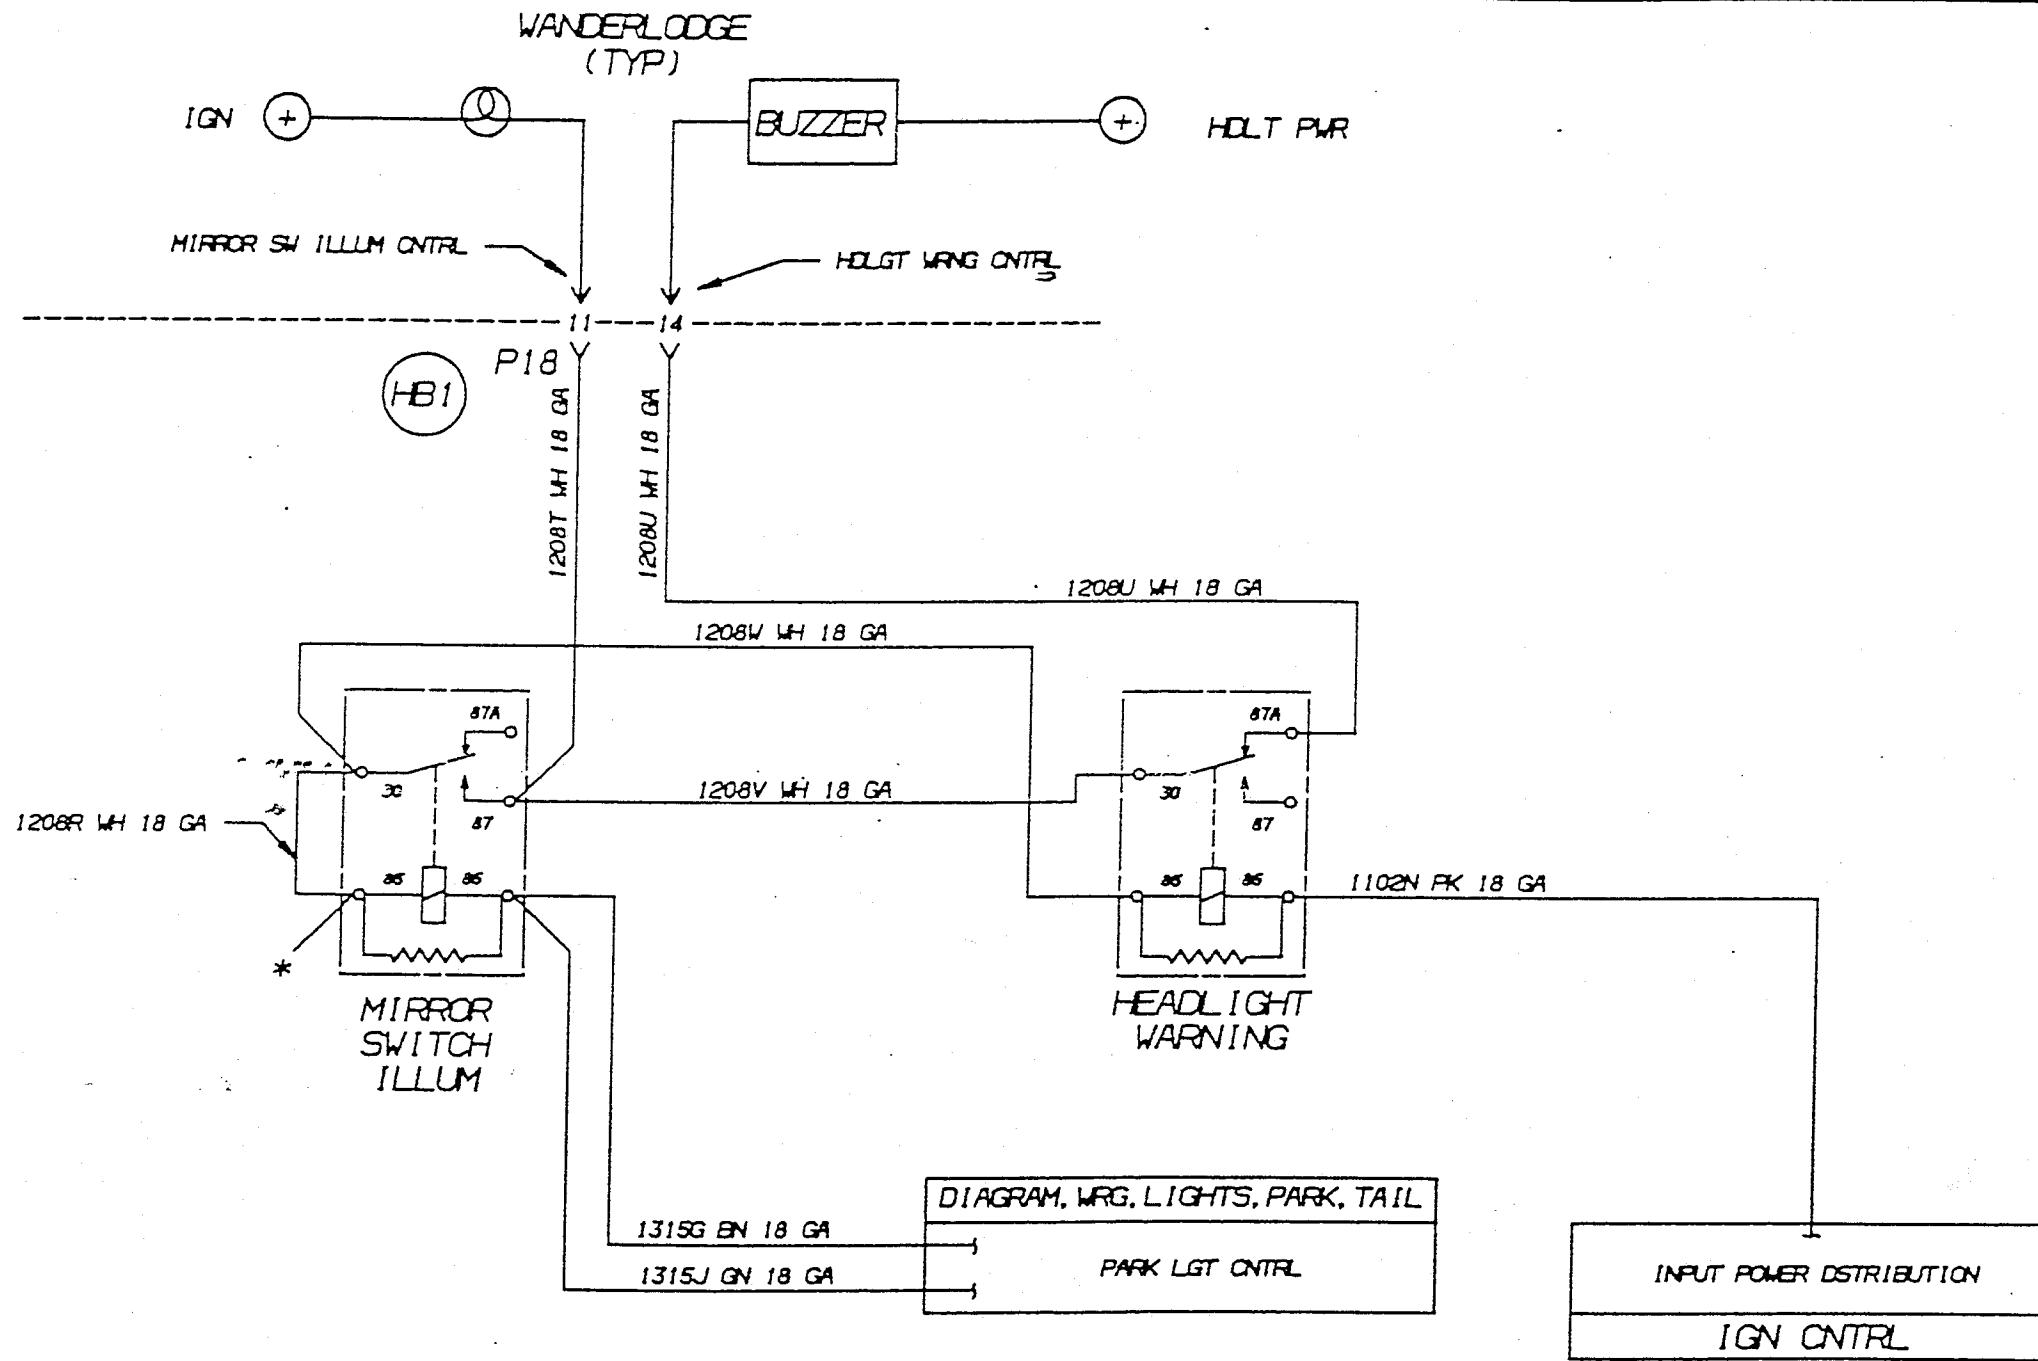 WANDERLODGE
(TYP)
IGN
+
BUZZER
+
HDLT PWR
MIRROR SW ILLUM CNTRL
HDLGT WRNG CNTRL
11
14
P18
HB1
1208T WH 18 GA
1208U WH 18 GA
1208U WH 18 GA
1208W WH 18 GA
87A
30
87
1208V WH 18 GA
87A
30
87
1208R WH 18 GA
86
86
86
86
1102N PK 18 GA
*
MIRROR
SWITCH
ILLUM
HEADLIGHT
WARNING
DIAGRAM, WRG, LIGHTS, PARK, TAIL
1315G BN 18 GA
PARK LGT CNTRL
1315J GN 18 GA
INPUT POWER DSTRIBUTION
IGN CNTRL